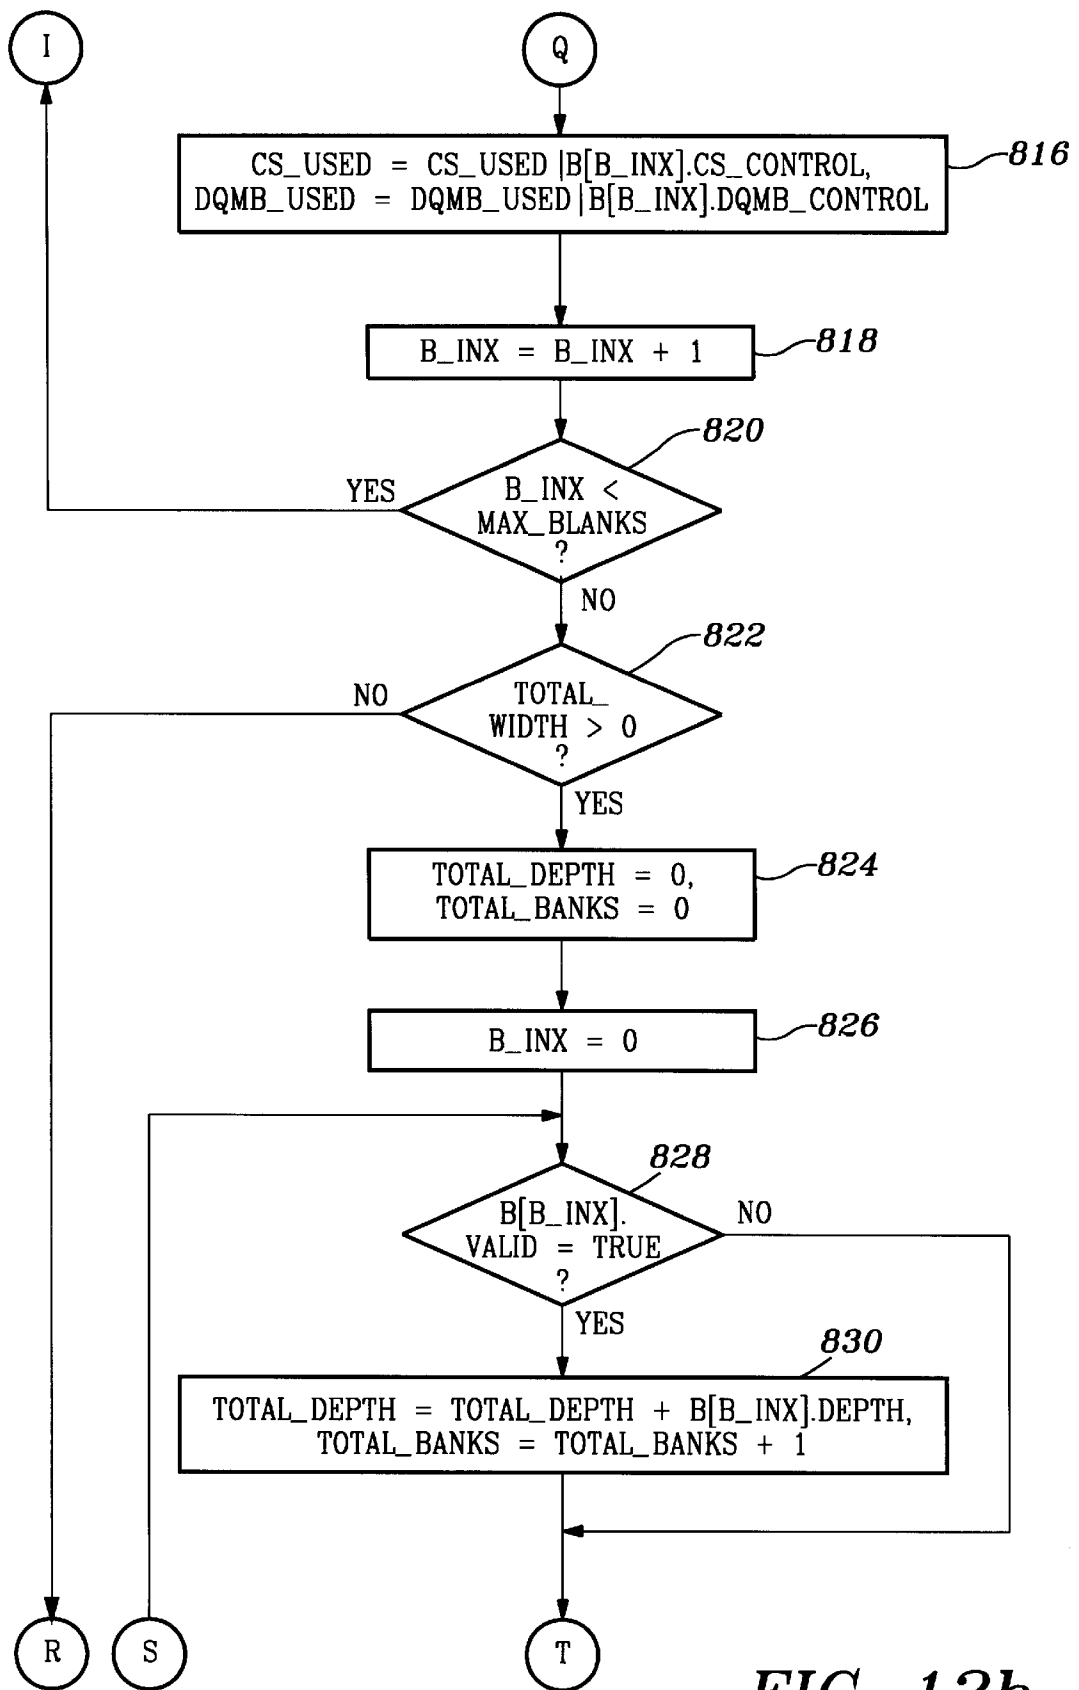 I
Q
CS_USED = CS_USED |B[B_INX].CS_CONTROL,
DQMB_USED = DQMB_USED|B[B_INX].DQMB_CONTROL
816
B_INX = B_INX + 1
818
820
YES
B_INX <
MAX_BLANKS
?
NO
822
NO
TOTAL_
WIDTH > 0
?
YES
TOTAL_DEPTH = 0,
TOTAL_BANKS = 0
824
B_INX = 0
826
828
B[B_INX].
VALID = TRUE
?
NO
YES
830
TOTAL_DEPTH = TOTAL_DEPTH + B[B_INX].DEPTH,
TOTAL_BANKS = TOTAL_BANKS + 1
R
S
T
FIG. 12b